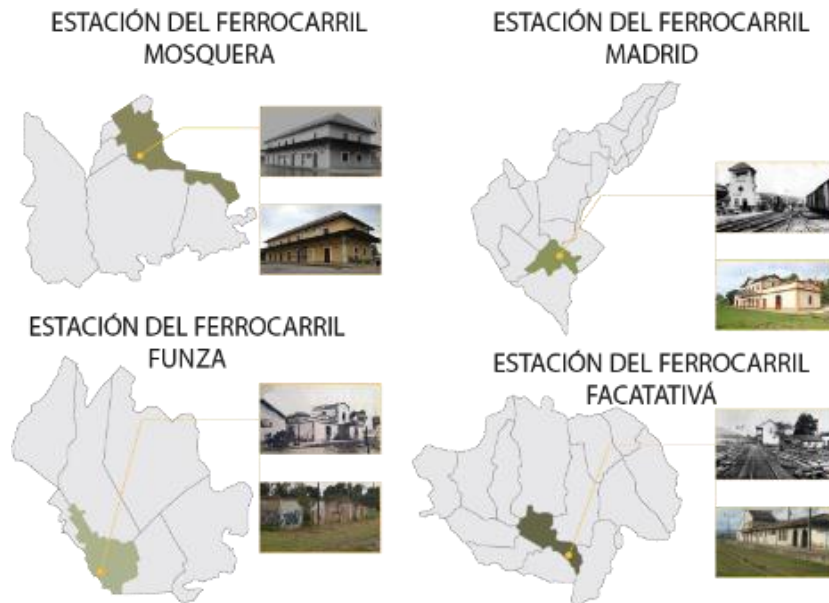 ESTACIÓN DEL FERROCARRIL
MOSQUERA
ESTACIÓN DEL FERROCARRIL
MADRID
ESTACIÓN DEL FERROCARRIL
FUNZA
ESTACIÓN DEL FERROCARRIL
FACATATIVÁ